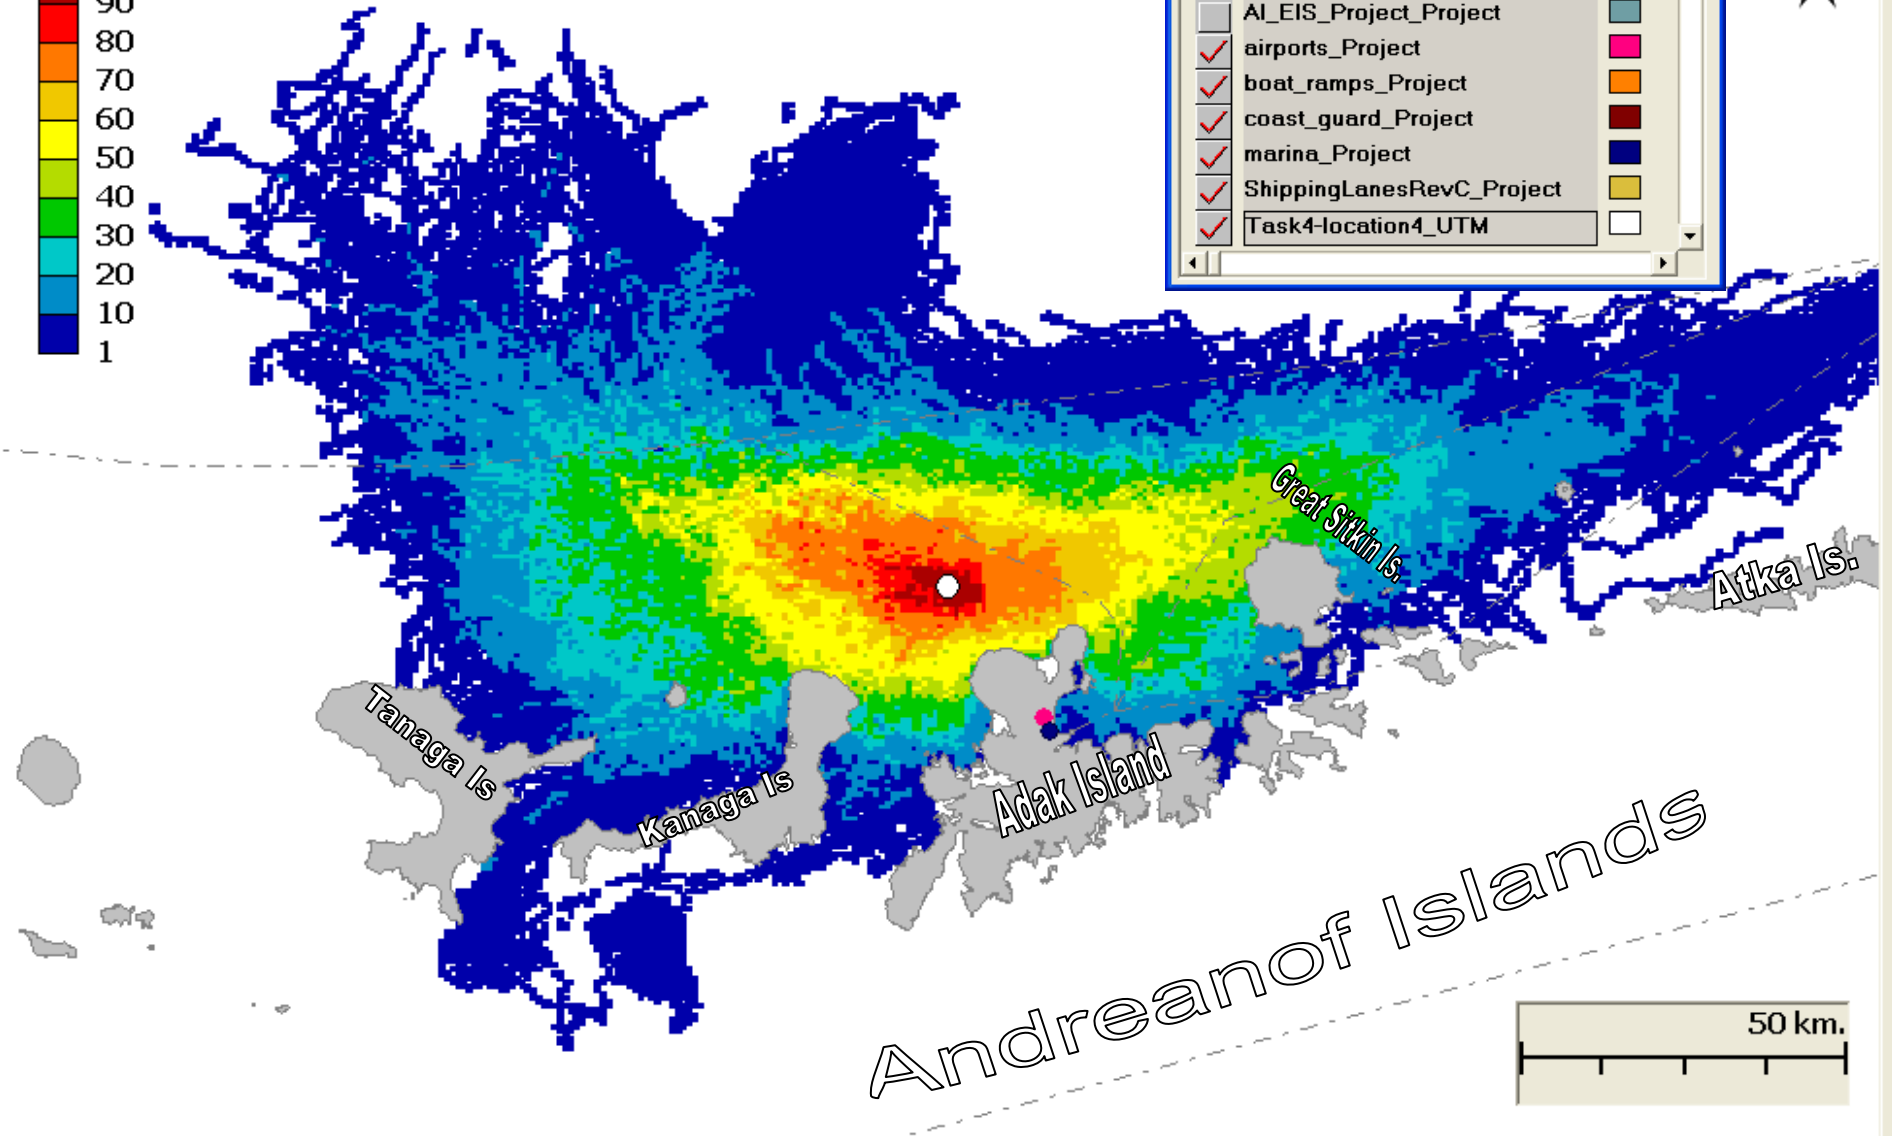 90
80
70
60
50
40
30
20
10
1
AI_EIS_Project_Project
airports_Project
boat_ramps_Project
coast_guard_Project
marina_Project
ShippingLanesRevC_Project
Task4-location4_UTM
Great Sitkin Is.
Atka Is.
Tanaga Is
Kanaga Is
Adak Island
Andreanof Islands
50 km.